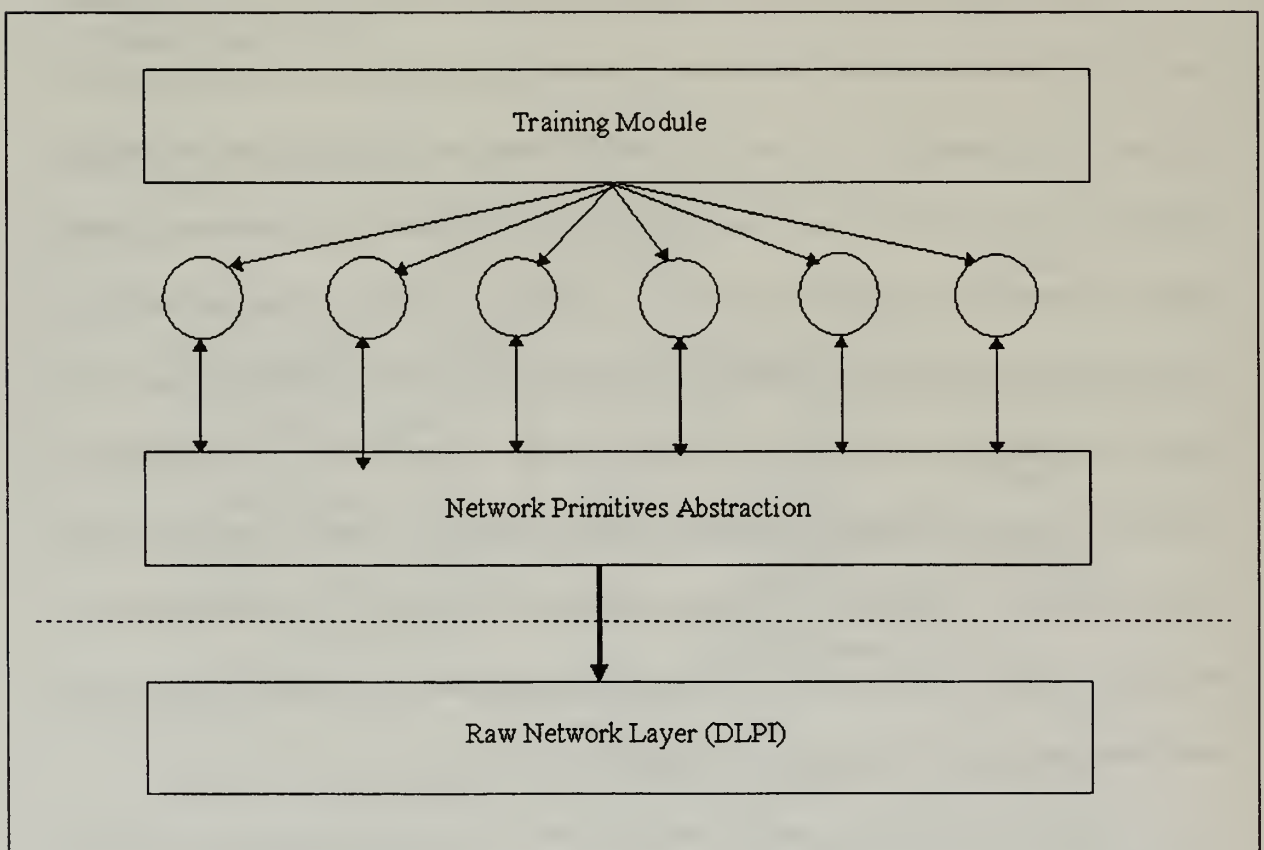 Training Module
Network Primitives Abstraction
Raw Network Layer (DLPI)